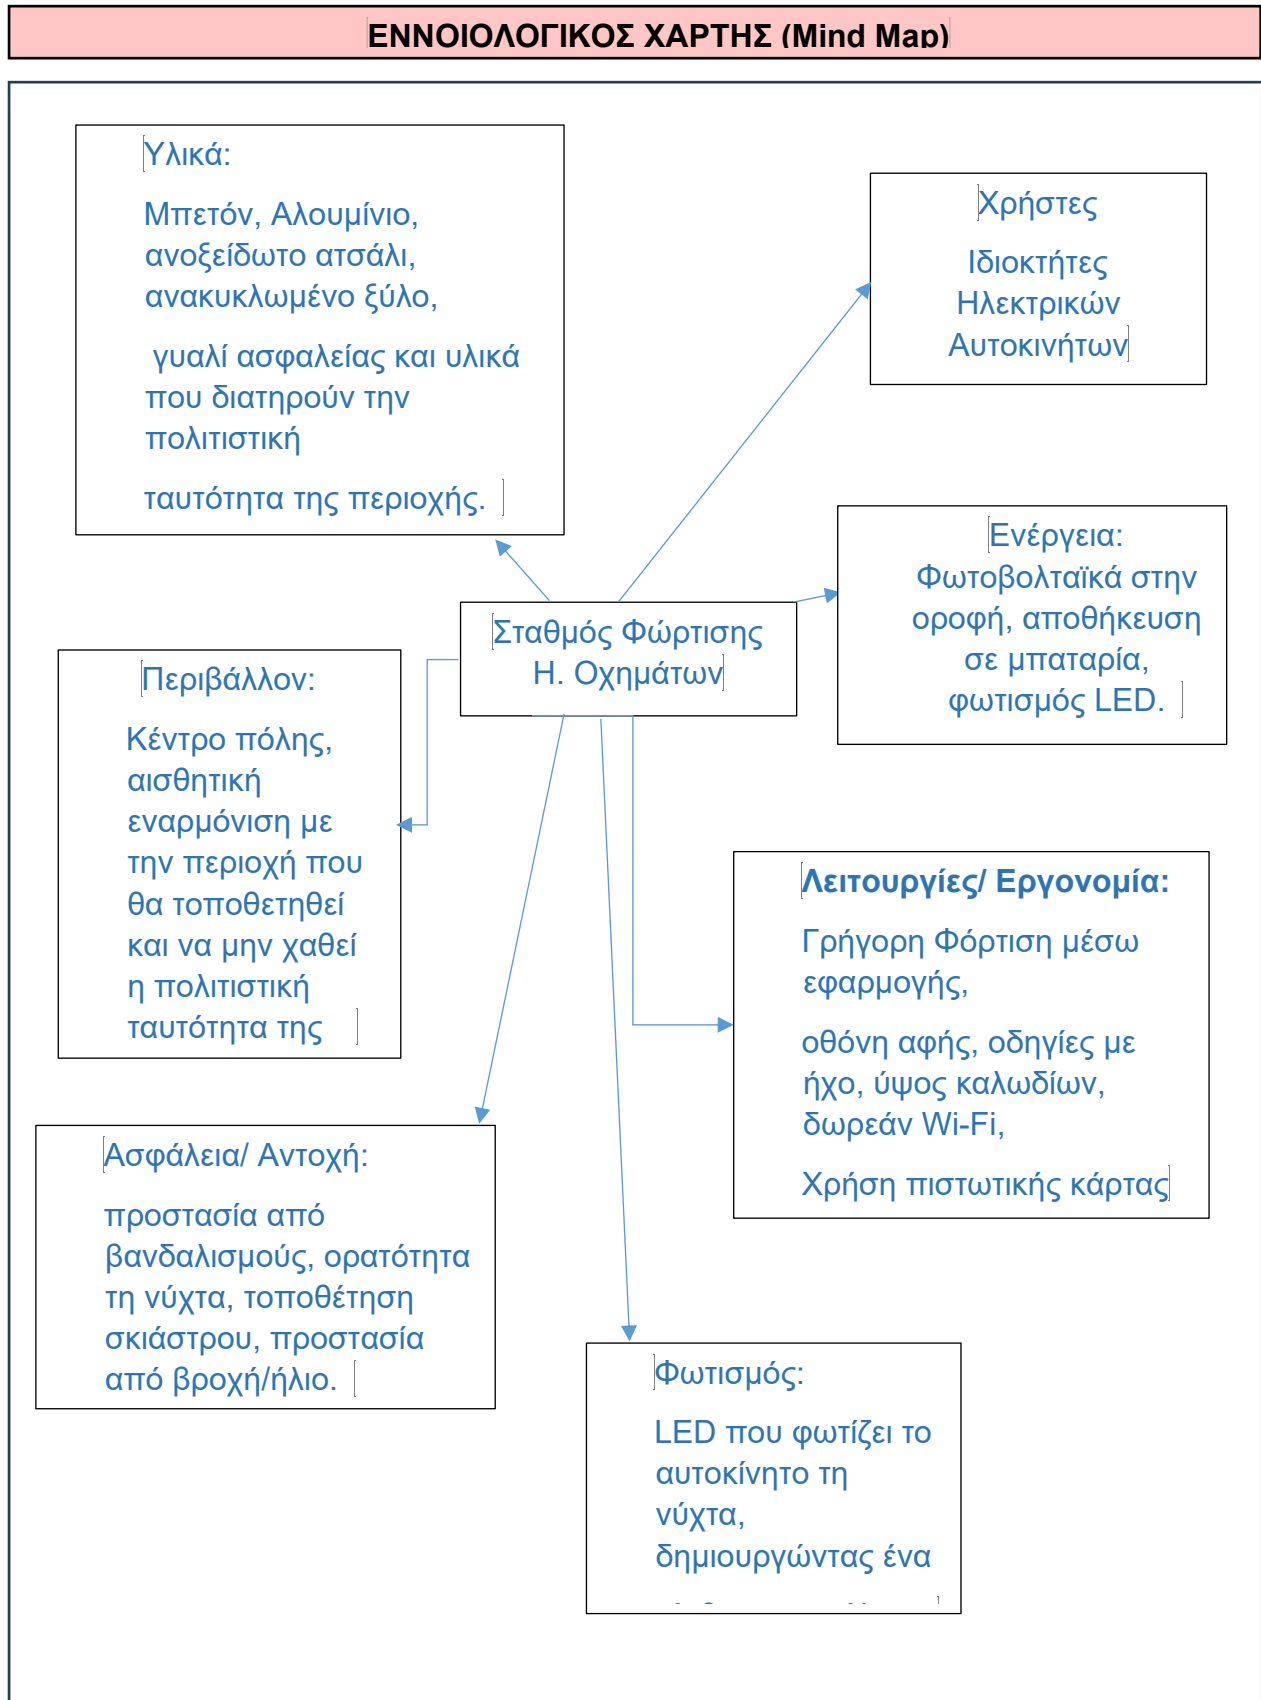 ΕΝΝΟΙΟΛΟΓΙΚΟΣ ΧΑΡΤΗΣ (Mind Map)
Υλικά:
Μπετόν, Αλουμίνιο,
ανοξείδωτο ατσάλι,
ανακυκλωμένο ξύλο,
γυαλί ασφαλείας και υλικά
που διατηρούν την
πολιτιστική
ταυτότητα της περιοχής.
Χρήστες
Ιδιοκτήτες
Ηλεκτρικών
Αυτοκινήτων
Ενέργεια:
Φωτοβολταϊκά στην
οροφή, αποθήκευση
σε μπαταρία,
φωτισμός LED.
Σταθμός Φώρτισης
Η. Οχημάτων
Περιβάλλον:
Κέντρο πόλης,
αισθητική
εναρμόνιση με
την περιοχή που
θα τοποθετηθεί
και να μην χαθεί
η πολιτιστική
ταυτότητα της
Λειτουργίες/ Εργονομία:
Γρήγορη Φόρτιση μέσω
εφαρμογής,
οθόνη αφής, οδηγίες με
ήχο, ύψος καλωδίων,
δωρεάν Wi-Fi,
Χρήση πιστωτικής κάρτας
Ασφάλεια/ Αντοχή:
προστασία από
βανδαλισμούς, ορατότητα
τη νύχτα, τοποθέτηση
σκιάστρου, προστασία
από βροχή/ήλιο.
Φωτισμός:
LED που φωτίζει το
αυτοκίνητο τη
νύχτα,
δημιουργώντας ένα